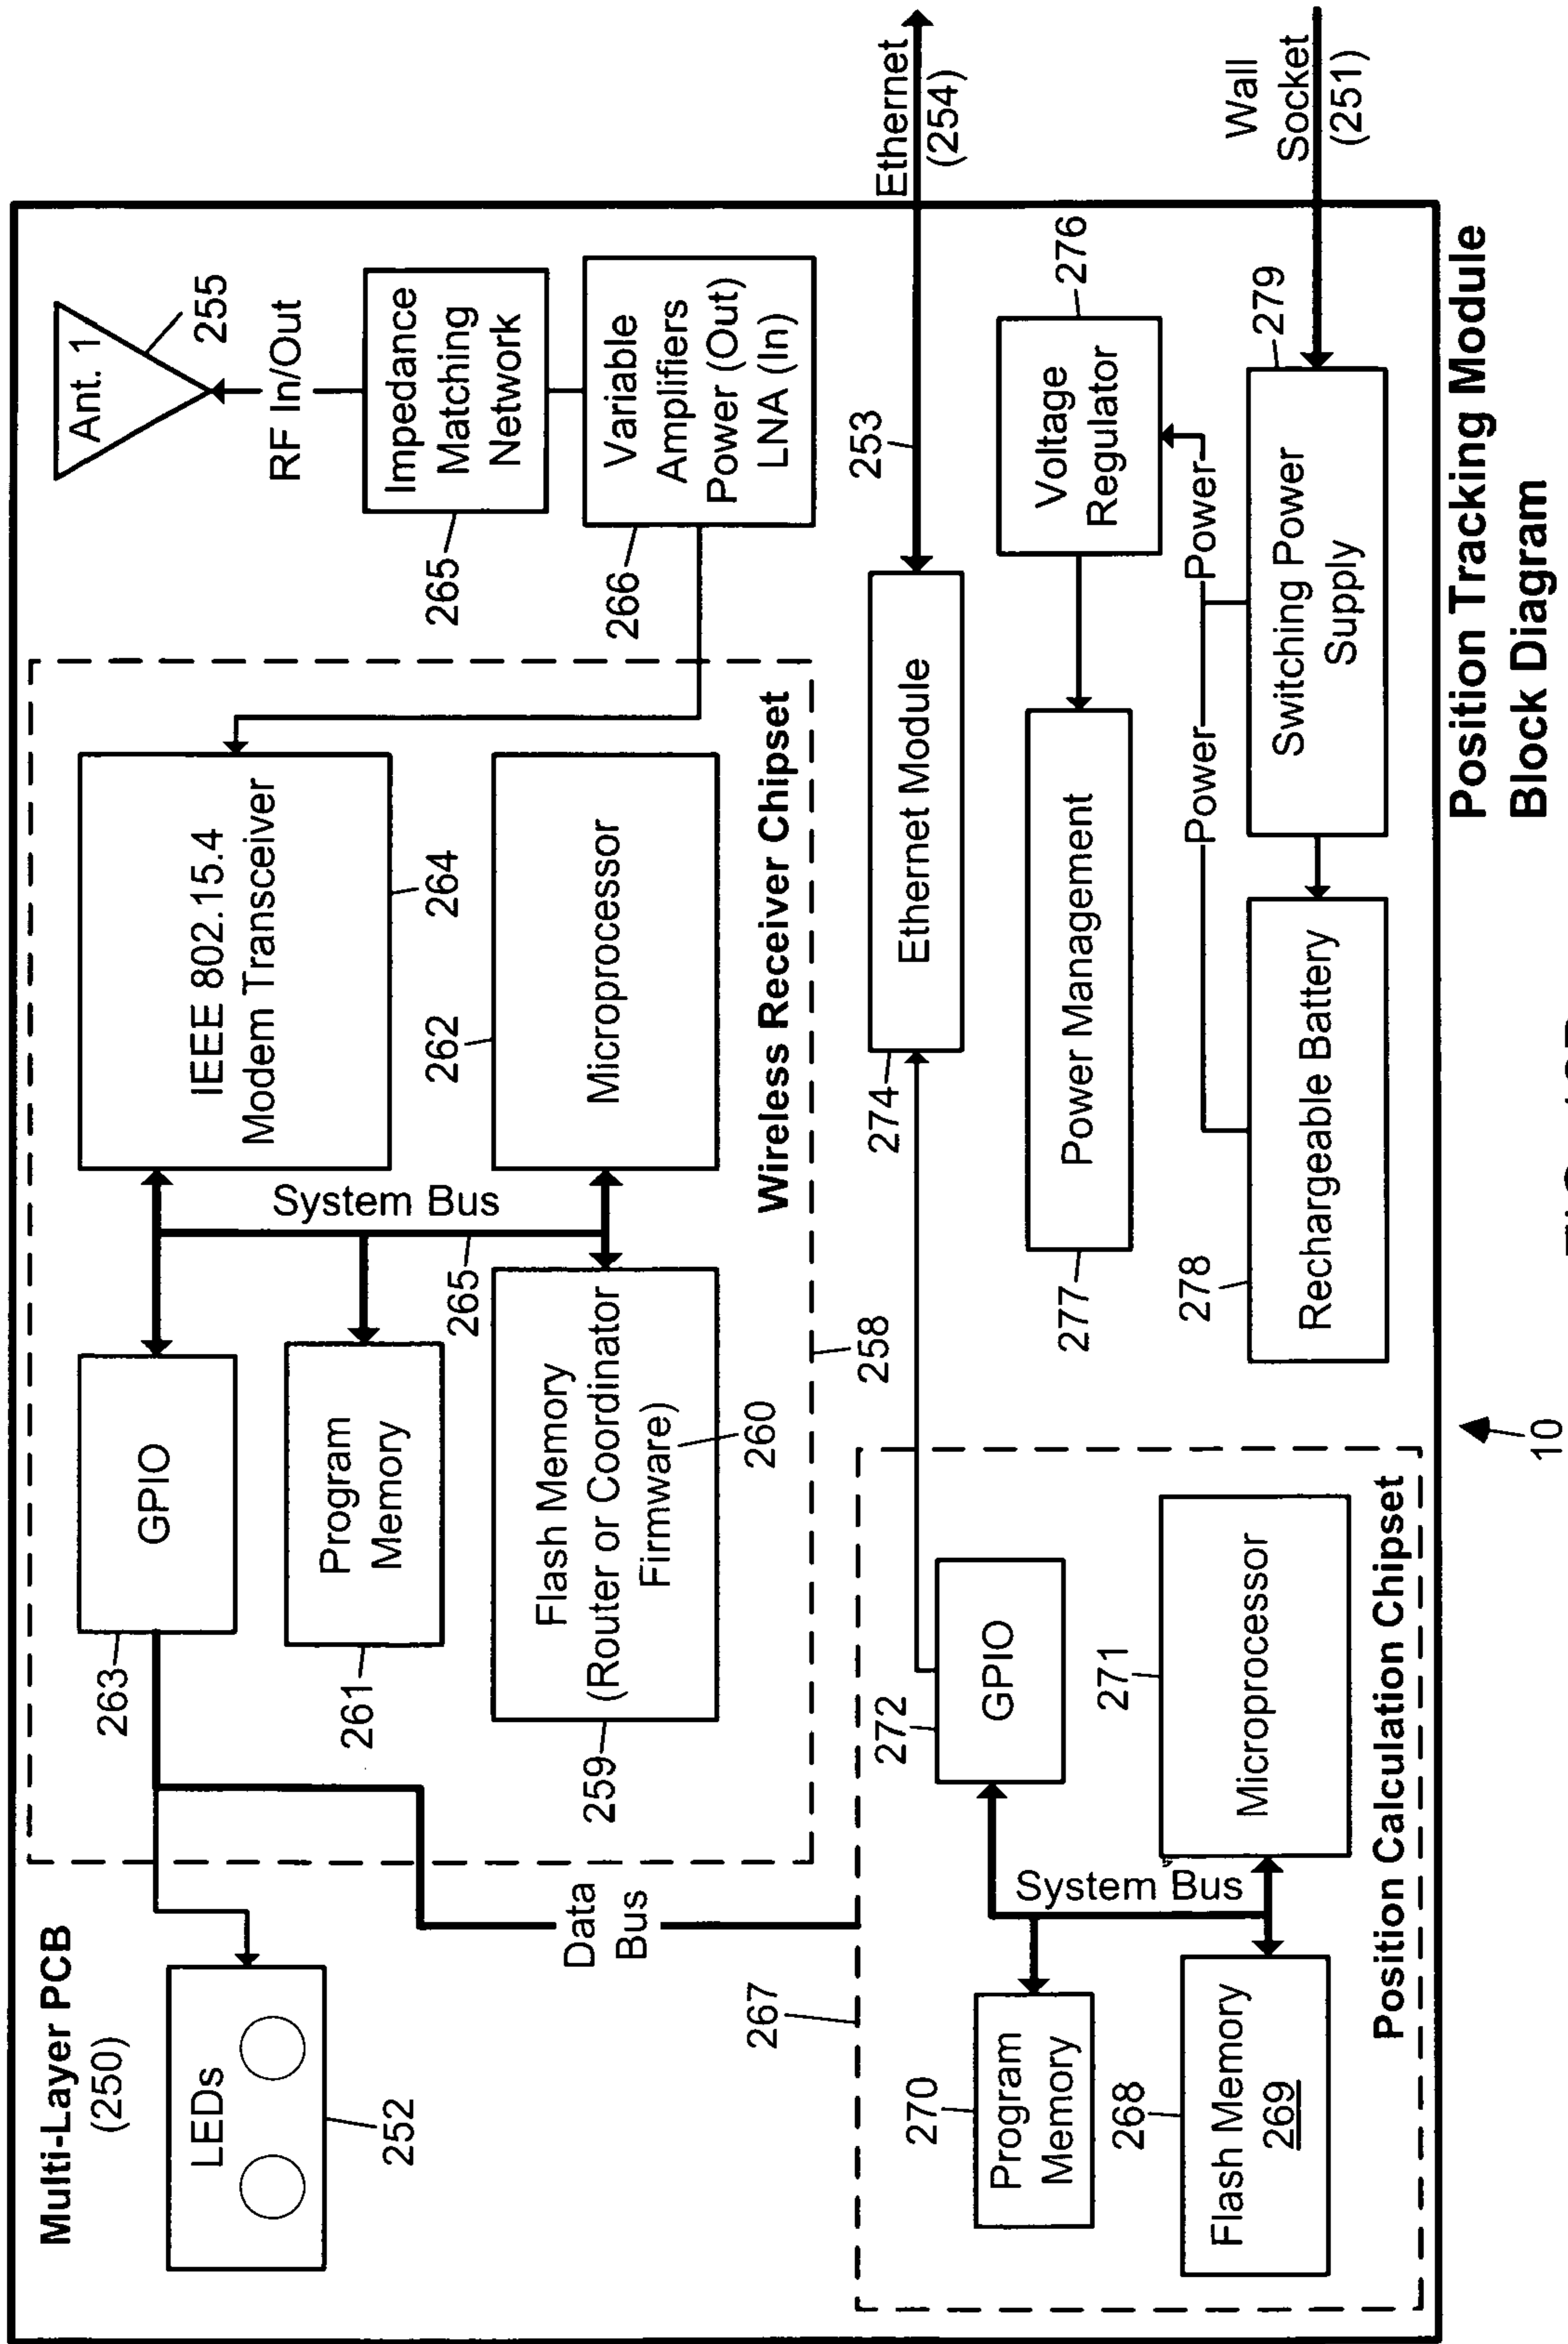 Multi-Layer PCB
(250)
LEDs
252
263
GPIO
261
Program
Memory
259
Flash Memory
(Router or Coordinator
Firmware)
260
265
System Bus
IEEE 802.15.4
Modem Transceiver
264
262
Microprocessor
Wireless Receiver Chipset
258
Ant. 1
255
RF In/Out
Impedance
Matching
Network
265
Variable
Amplifiers
Power (Out)
LNA (In)
266
Data
Bus
267
270
Program
Memory
268
Flash Memory
269
System Bus
272
GPIO
271
Microprocessor
Position Calculation Chipset
274
Ethernet Module
253
Ethernet
(254)
277
Power Management
Voltage
Regulator
276
278
Rechargeable Battery
Power
Power
Switching Power
Supply
279
Wall
Socket
(251)
10
Position Tracking Module
Block Diagram